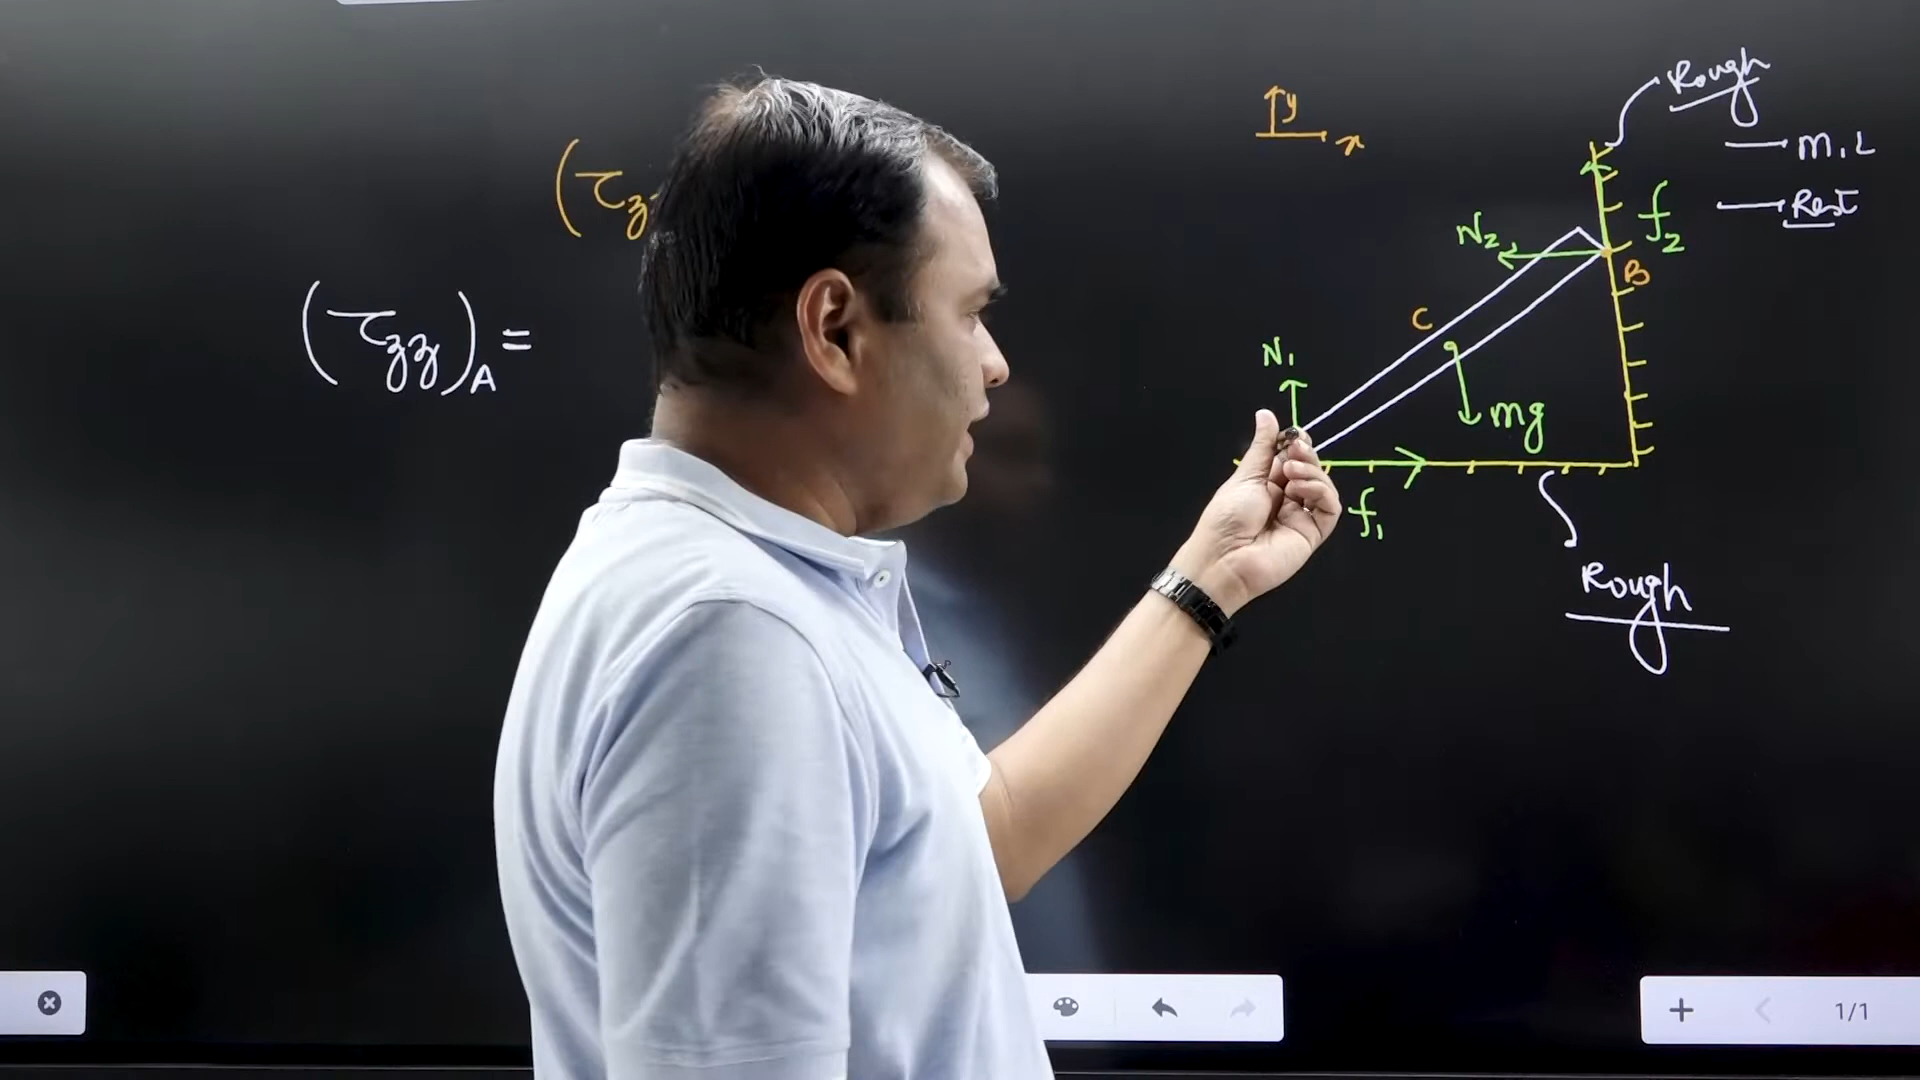 Rough
y
x
m, L
Rest
(τz
f₂
N₂
B
(τzz)A =
C
N₁
mg
f₁
Rough
1/1